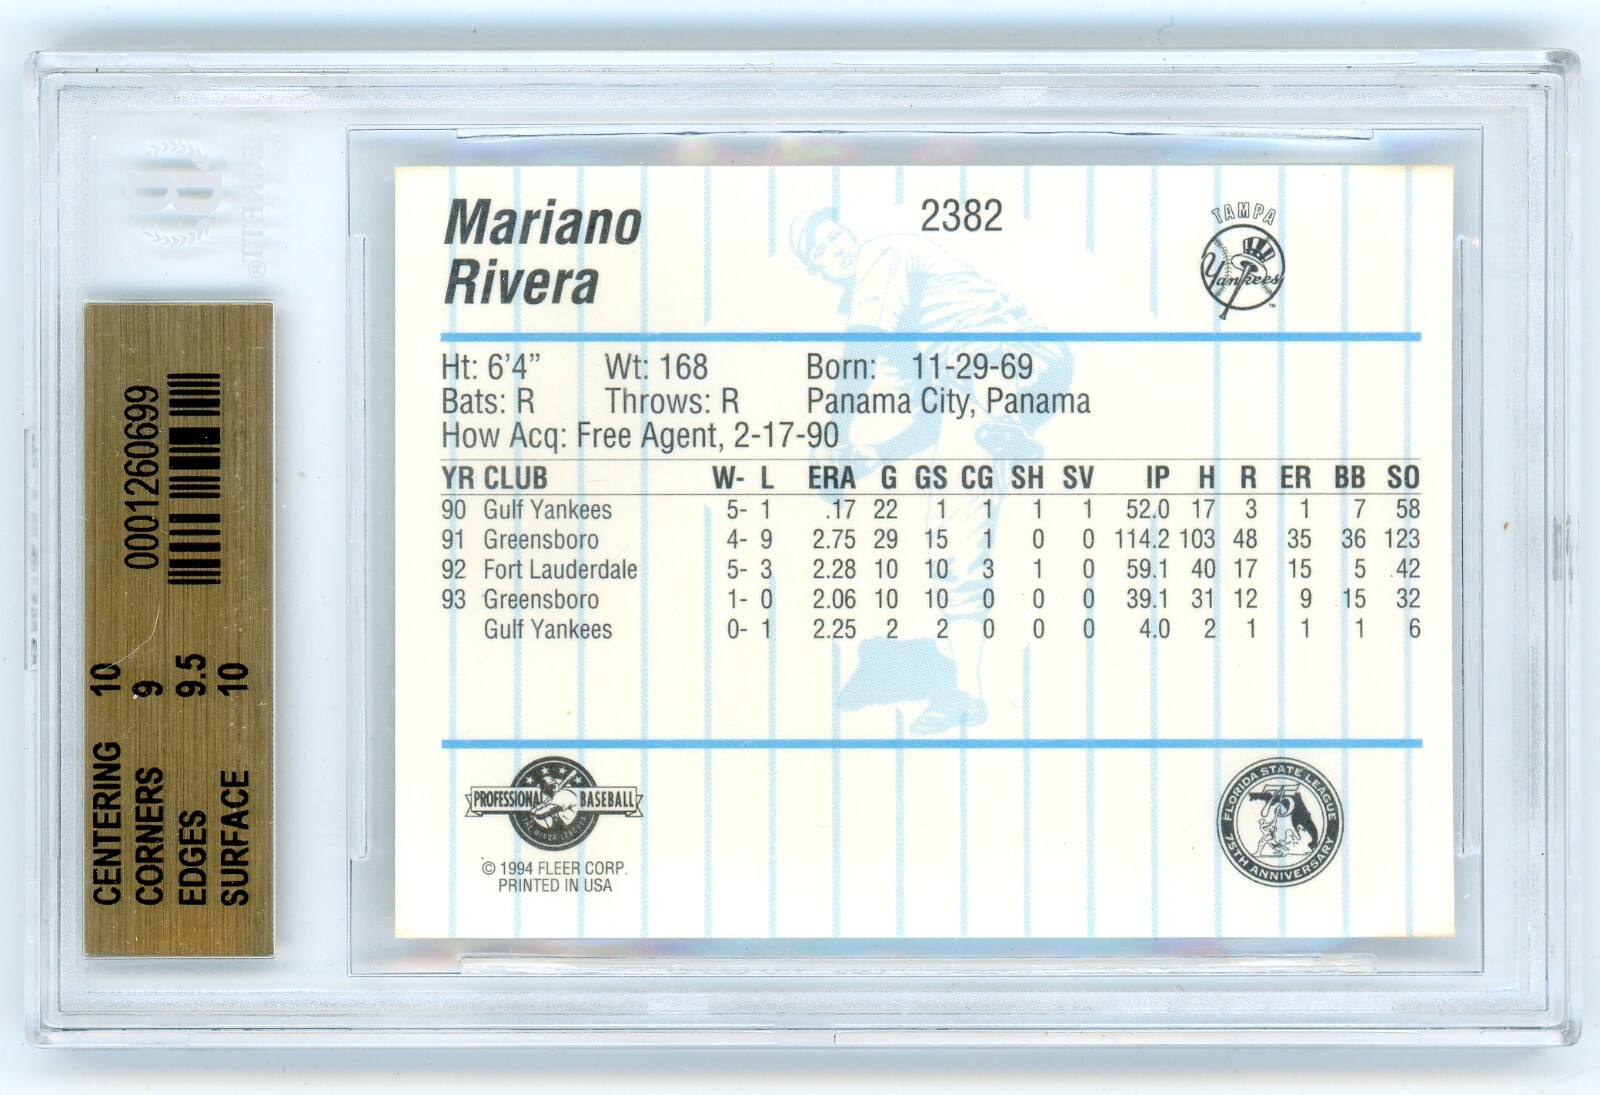 Mariano
Rivera
2382
TAMPA
Yankees
™
Ht: 6'4" Wt: 168 Born: 11-29-69
Bats: R Throws: R Panama City, Panama
How Acq: Free Agent, 2-17-90
YR CLUB W- L ERA G GS CG SH SV IP H R ER BB SO
90 Gulf Yankees 5- 1 .17 22 1 1 1 1 52.0 17 3 1 7 58
91 Greensboro 4- 9 2.75 29 15 1 0 0 114.2 103 48 35 36 123
92 Fort Lauderdale 5- 3 2.28 10 10 3 1 0 59.1 40 17 15 5 42
93 Greensboro 1- 0 2.06 10 10 0 0 0 39.1 31 12 9 15 32
Gulf Yankees 0- 1 2.25 2 2 0 0 0 4.0 2 1 1 1 6
PROFESSIONAL BASEBALL
THE MINOR LEAGUES
© 1994 FLEER CORP.
PRINTED IN USA
FLORIDA STATE LEAGUE
75
75TH ANNIVERSARY
0001260699
CENTERING 10
CORNERS 9
EDGES 9.5
SURFACE 10
B
BECKETT®